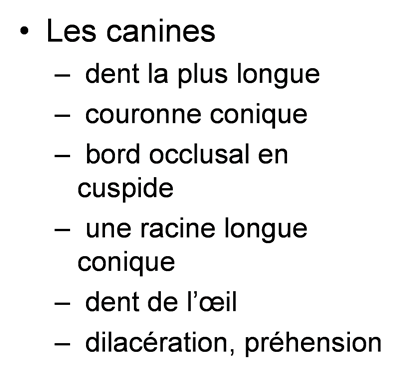 • Les canines
– dent la plus longue
– couronne conique
– bord occlusal en
cuspide
– une racine longue
conique
– dent de l’œil
– dilacération, préhension